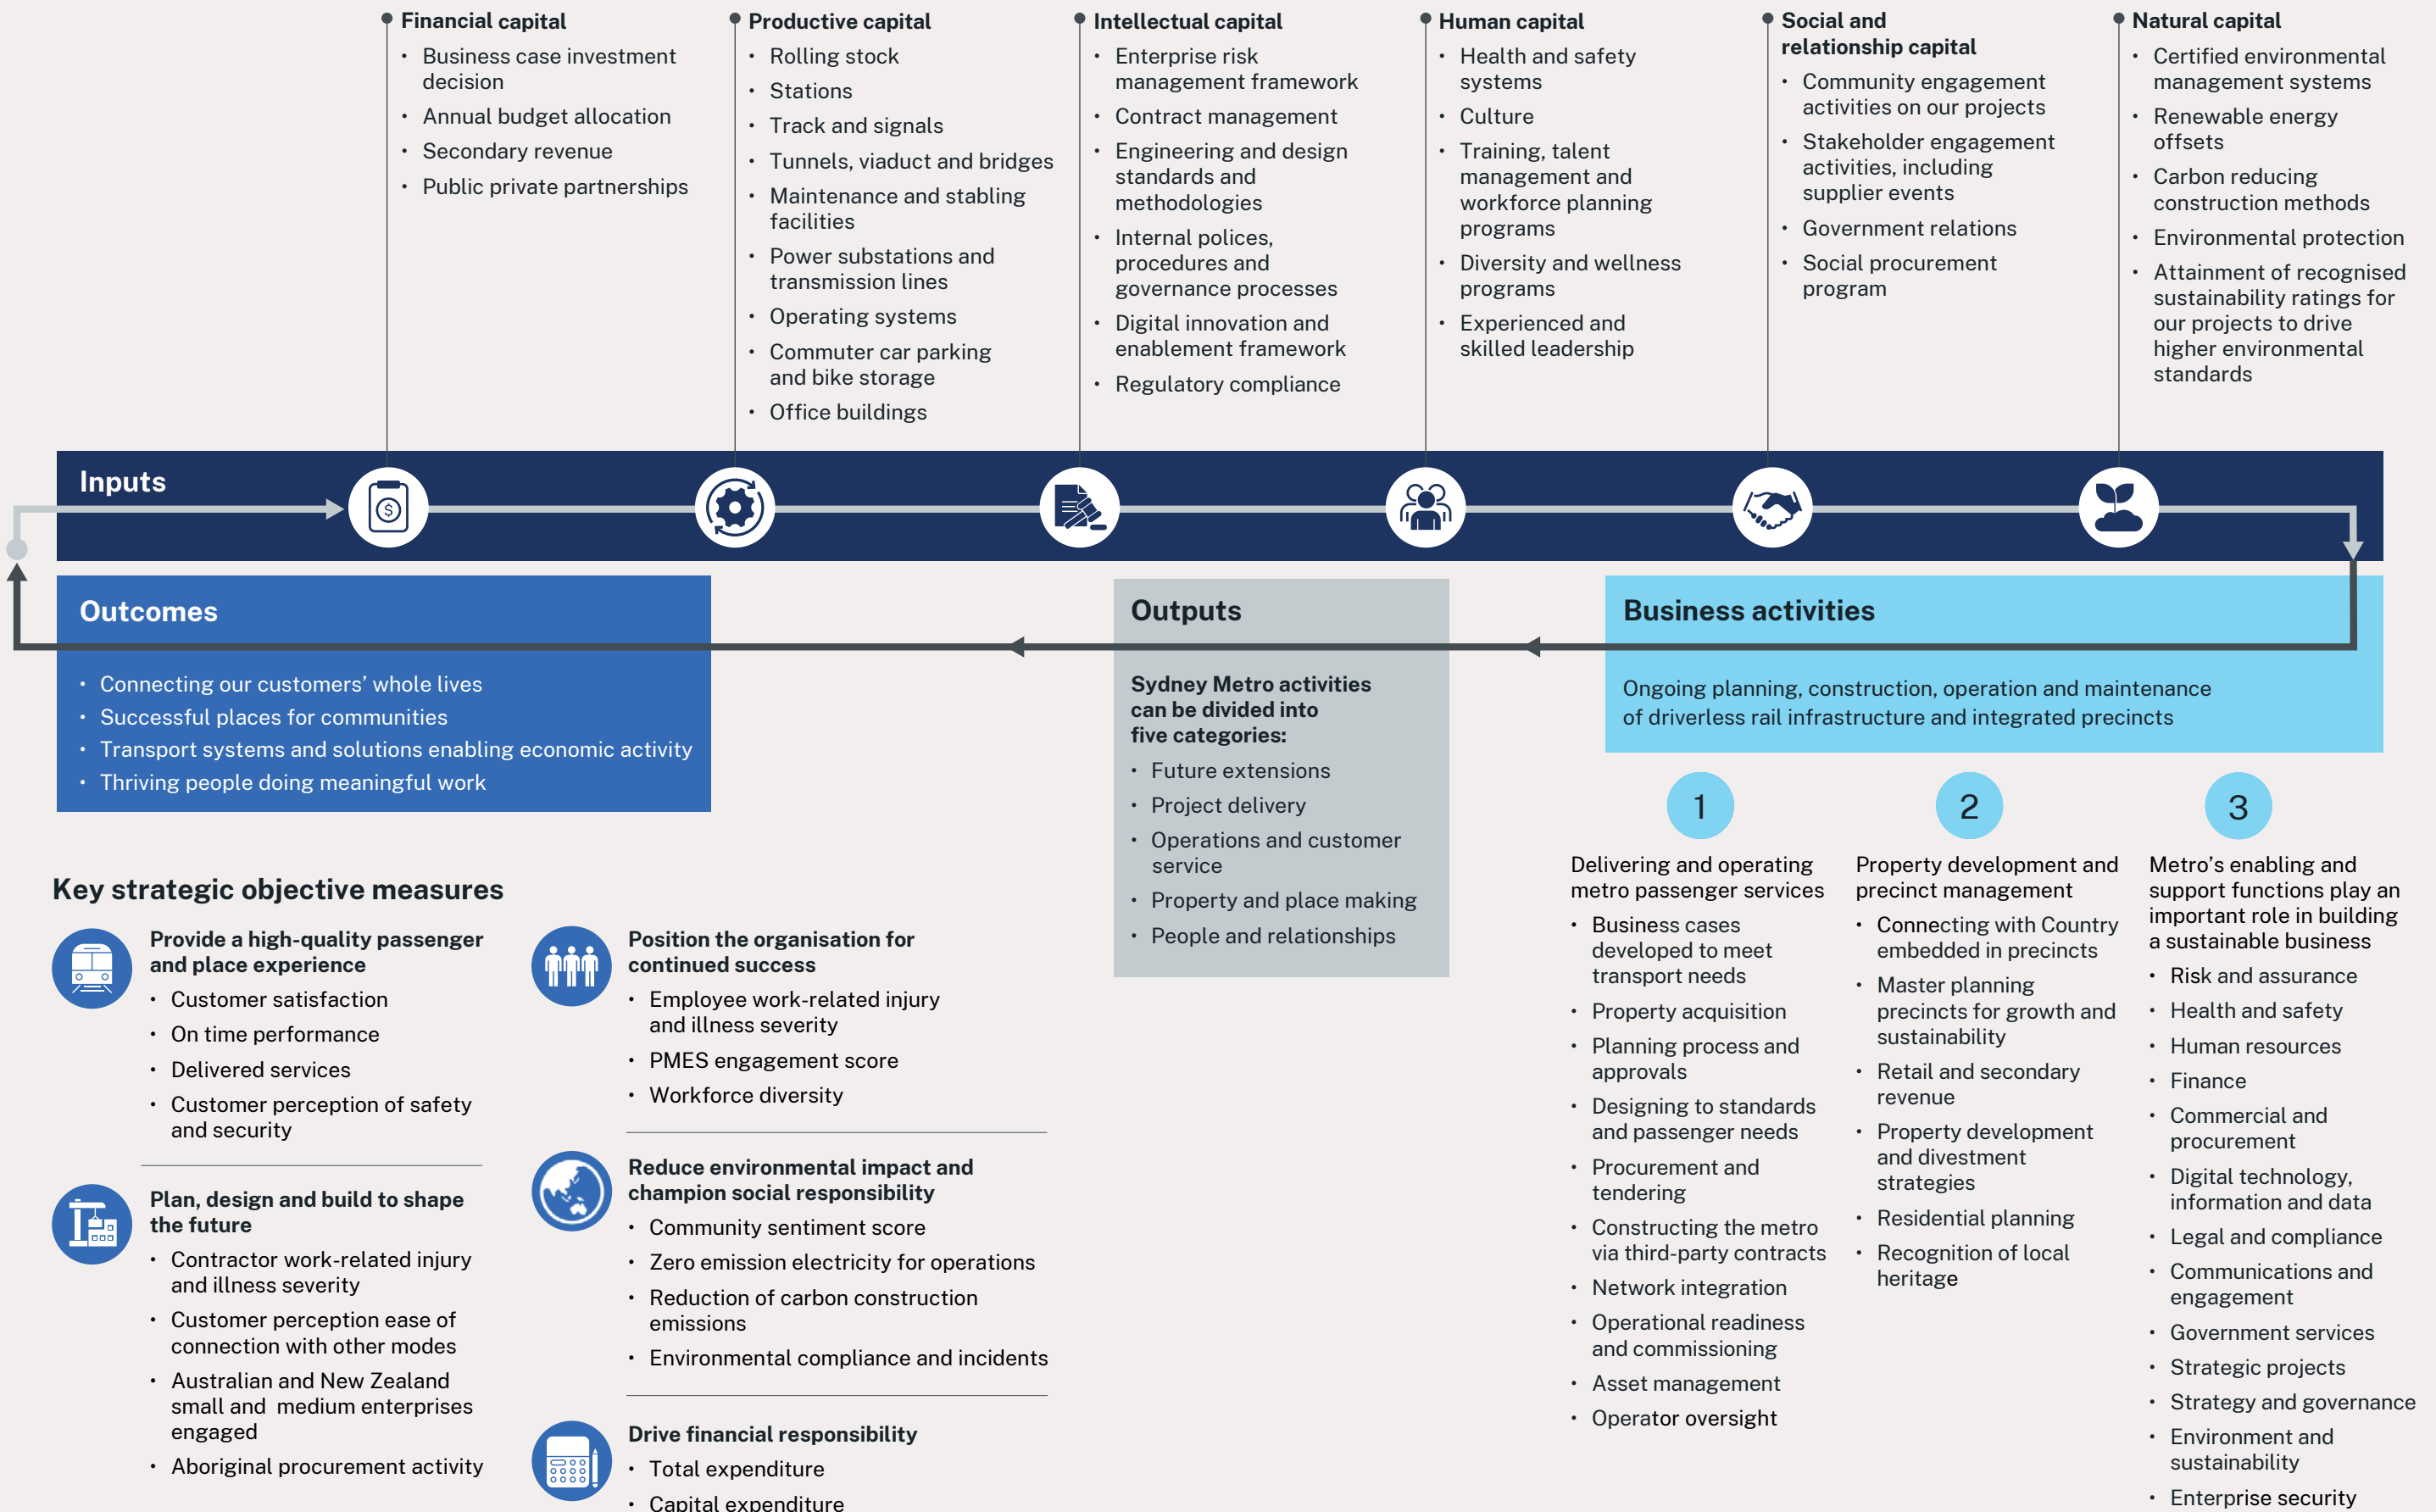 Financial capital
• Business case investment
decision
• Annual budget allocation
• Secondary revenue
• Public private partnerships
Productive capital
• Rolling stock
• Stations
• Track and signals
• Tunnels, viaduct and bridges
• Maintenance and stabling
facilities
• Power substations and
transmission lines
• Operating systems
• Commuter car parking
and bike storage
• Office buildings
Intellectual capital
• Enterprise risk
management framework
• Contract management
• Engineering and design
standards and
methodologies
• Internal polices,
procedures and
governance processes
• Digital innovation and
enablement framework
• Regulatory compliance
Human capital
• Health and safety
systems
• Culture
• Training, talent
management and
workforce planning
programs
• Diversity and wellness
programs
• Experienced and
skilled leadership
Social and
relationship capital
• Community engagement
activities on our projects
• Stakeholder engagement
activities, including
supplier events
• Government relations
• Social procurement
program
Natural capital
• Certified environmental
management systems
• Renewable energy
offsets
• Carbon reducing
construction methods
• Environmental protection
• Attainment of recognised
sustainability ratings for
our projects to drive
higher environmental
standards
Inputs
$
Outcomes
• Connecting our customers’ whole lives
• Successful places for communities
• Transport systems and solutions enabling economic activity
• Thriving people doing meaningful work
Outputs
Sydney Metro activities
can be divided into
five categories:
• Future extensions
• Project delivery
• Operations and customer
service
• Property and place making
• People and relationships
Business activities
Ongoing planning, construction, operation and maintenance
of driverless rail infrastructure and integrated precincts
1
Delivering and operating
metro passenger services
• Business cases
developed to meet
transport needs
• Property acquisition
• Planning process and
approvals
• Designing to standards
and passenger needs
• Procurement and
tendering
• Constructing the metro
via third-party contracts
• Network integration
• Operational readiness
and commissioning
• Asset management
• Operator oversight
2
Property development and
precinct management
• Connecting with Country
embedded in precincts
• Master planning
precincts for growth and
sustainability
• Retail and secondary
revenue
• Property development
and divestment
strategies
• Residential planning
• Recognition of local
heritage
3
Metro’s enabling and
support functions play an
important role in building
a sustainable business
• Risk and assurance
• Health and safety
• Human resources
• Finance
• Commercial and
procurement
• Digital technology,
information and data
• Legal and compliance
• Communications and
engagement
• Government services
• Strategic projects
• Strategy and governance
• Environment and
sustainability
• Enterprise security
Key strategic objective measures
Provide a high-quality passenger
and place experience
• Customer satisfaction
• On time performance
• Delivered services
• Customer perception of safety
and security
Plan, design and build to shape
the future
• Contractor work-related injury
and illness severity
• Customer perception ease of
connection with other modes
• Australian and New Zealand
small and medium enterprises
engaged
• Aboriginal procurement activity
Position the organisation for
continued success
• Employee work-related injury
and illness severity
• PMES engagement score
• Workforce diversity
Reduce environmental impact and
champion social responsibility
• Community sentiment score
• Zero emission electricity for operations
• Reduction of carbon construction
emissions
• Environmental compliance and incidents
Drive financial responsibility
• Total expenditure
• Capital expenditure